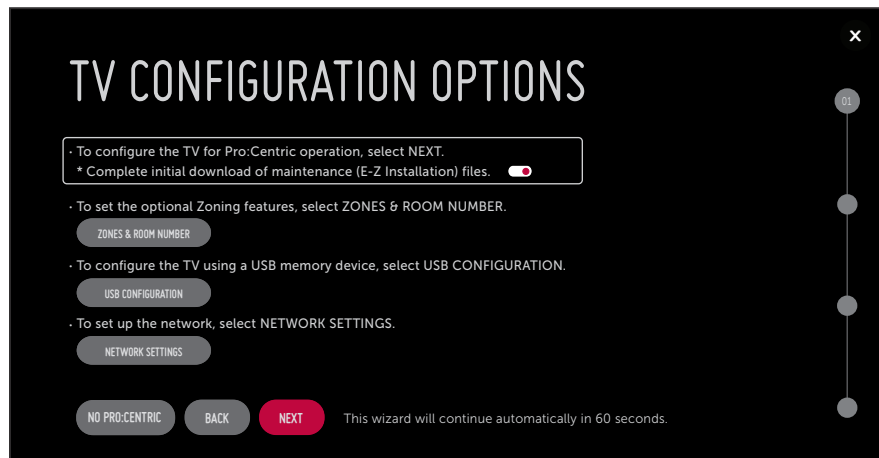 X
TV CONFIGURATION OPTIONS
01
· To configure the TV for Pro:Centric operation, select NEXT.
* Complete initial download of maintenance (E-Z Installation) files.
· To set the optional Zoning features, select ZONES & ROOM NUMBER.
ZONES & ROOM NUMBER
· To configure the TV using a USB memory device, select USB CONFIGURATION.
USB CONFIGURATION
· To set up the network, select NETWORK SETTINGS.
NETWORK SETTINGS
NO PRO:CENTRIC BACK NEXT This wizard will continue automatically in 60 seconds.